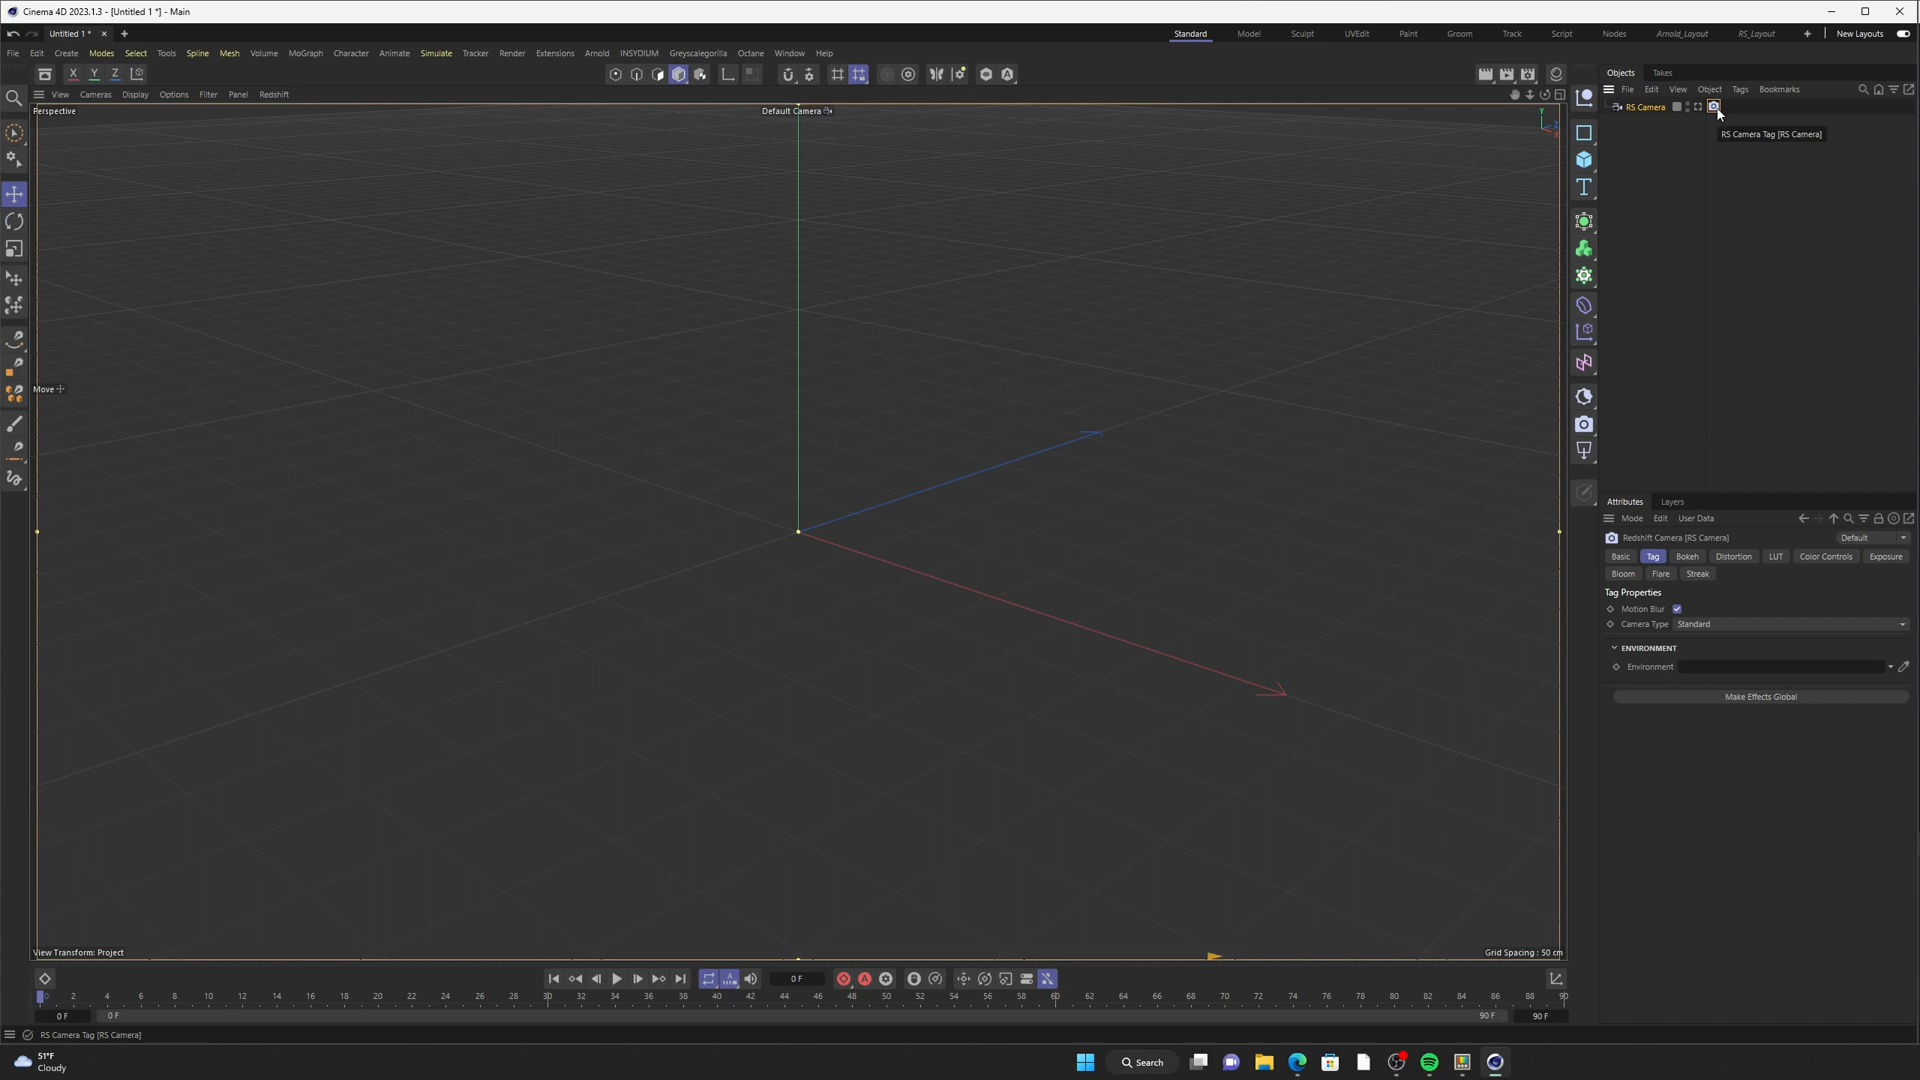 Cinema 4D 2023.1.3 - [Untitled 1 *] - Main
Untitled 1 *
Standard Model Sculpt UVEdit Paint Groom Track Script Nodes Arnold_Layout RS_Layout New Layouts
File Edit Create Modes Select Tools Spline Mesh Volume MoGraph Character Animate Simulate Tracker Render Extensions Arnold INSYDIUM Greyscalegorilla Octane Window Help
X Y Z
Objects Takes
File Edit View Object Tags Bookmarks
View Cameras Display Options Filter Panel Redshift
RS Camera
Perspective
Default Camera
Y
Z
X
RS Camera Tag [RS Camera]
Move
Attributes Layers
Mode Edit User Data
Redshift Camera [RS Camera] Default
Basic Tag Bokeh Distortion LUT Color Controls Exposure
Bloom Flare Streak
Tag Properties
Motion Blur
Camera Type Standard
ENVIRONMENT
Environment
Make Effects Global
View Transform: Project
Grid Spacing : 50 cm
0 F
0 2 4 6 8 10 12 14 16 18 20 22 24 26 28 30 32 34 36 38 40 42 44 46 48 50 52 54 56 58 60 62 64 66 68 70 72 74 76 78 80 82 84 86 88 90
0 F 0 F 90 F 90 F
RS Camera Tag [RS Camera]
51°F
Cloudy
Search